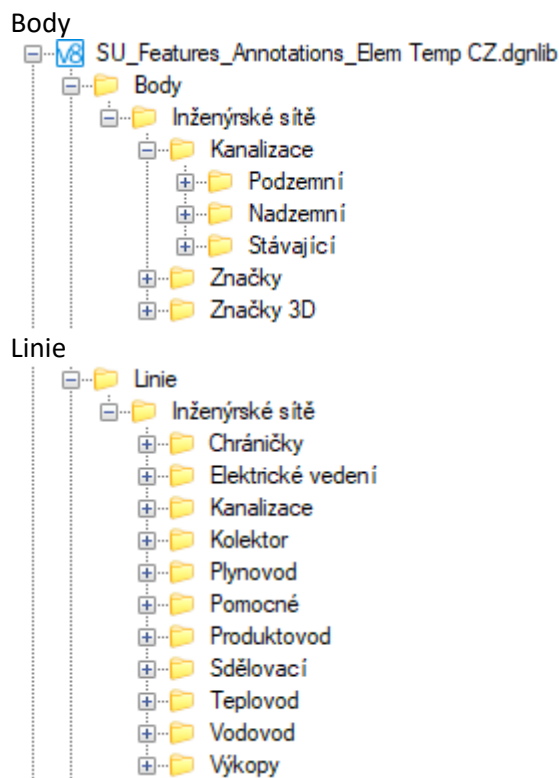 Body
V8 SU_Features_Annotations_Elem Temp CZ.dgnlib
Body
Inženýrské sítě
Kanalizace
Podzemní
Nadzemní
Stávající
Značky
Značky 3D
Linie
Linie
Inženýrské sítě
Chráničky
Elektrické vedení
Kanalizace
Kolektor
Plynovod
Pomocné
Produktovod
Sdělovací
Teplovod
Vodovod
Výkopy